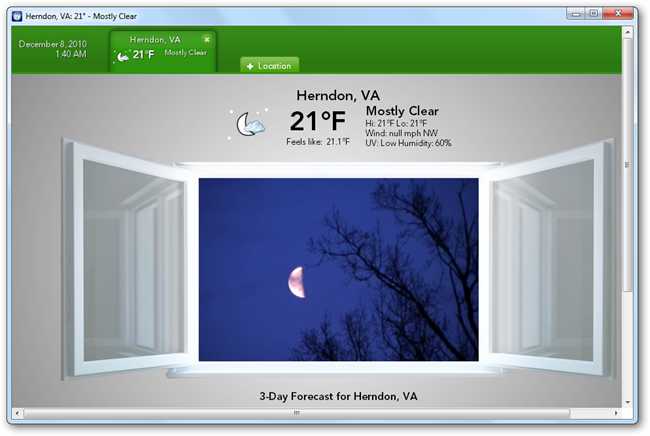 Herndon, VA: 21° - Mostly Clear
December 8, 2010
1:40 AM
Herndon, VA
21°F Mostly Clear
+ Location
Herndon, VA
21°F
Feels like: 21.1°F
Mostly Clear
Hi: 21°F Lo: 21°F
Wind: null mph NW
UV: Low Humidity: 60%
3-Day Forecast for Herndon, VA